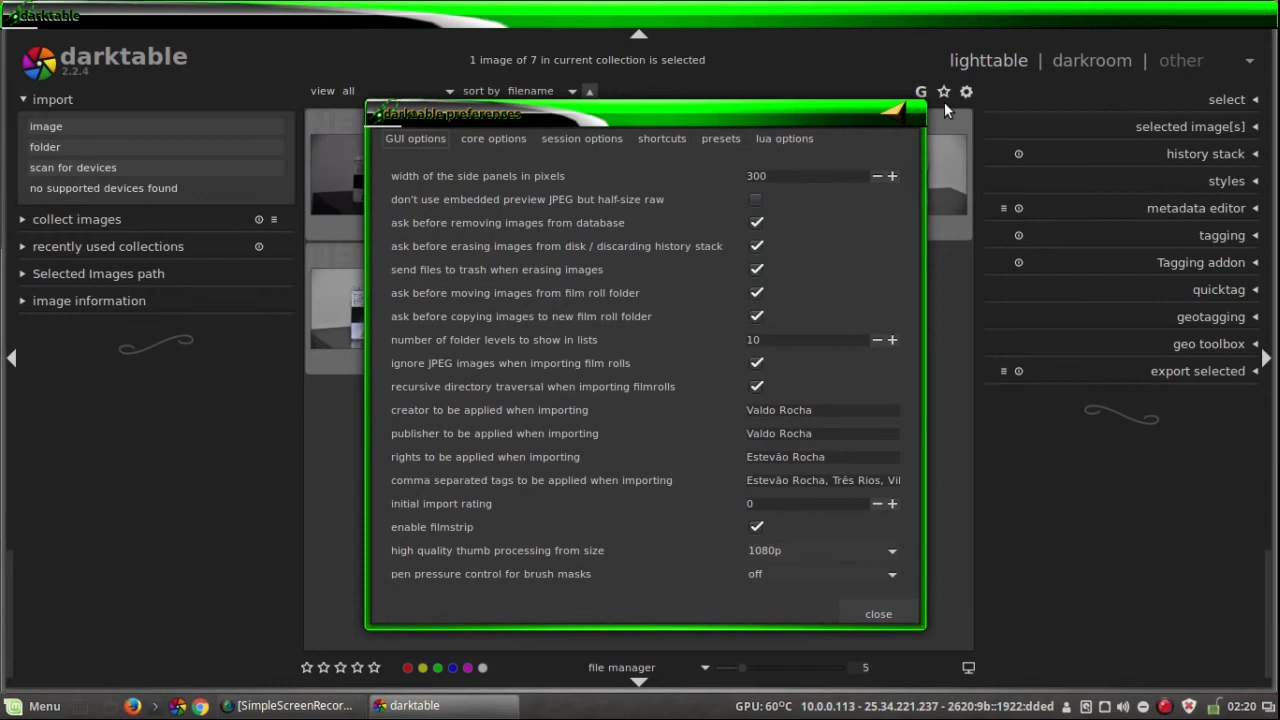 darktable
darktable
2.2.4
1 image of 7 in current collection is selected
lighttable | darkroom | other
import
view all sort by filename
G
select
image
folder
scan for devices
no supported devices found
collect images
recently used collections
Selected Images path
image information
darktable preferences
GUI options core options session options shortcuts presets lua options
width of the side panels in pixels 300
don't use embedded preview JPEG but half-size raw
ask before removing images from database
ask before erasing images from disk / discarding history stack
send files to trash when erasing images
ask before moving images from film roll folder
ask before copying images to new film roll folder
number of folder levels to show in lists 10
ignore JPEG images when importing film rolls
recursive directory traversal when importing filmrolls
creator to be applied when importing Valdo Rocha
publisher to be applied when importing Valdo Rocha
rights to be applied when importing Estevão Rocha
comma separated tags to be applied when importing Estevão Rocha, Três Rios, Vil
initial import rating 0
enable filmstrip
high quality thumb processing from size 1080p
pen pressure control for brush masks off
close
selected image[s]
history stack
styles
metadata editor
tagging
Tagging addon
quicktag
geotagging
geo toolbox
export selected
file manager 5
Menu [SimpleScreenRecor... darktable GPU: 60ºC 10.0.0.113 - 25.34.221.237 - 2620:9b::1922:dded 02:20